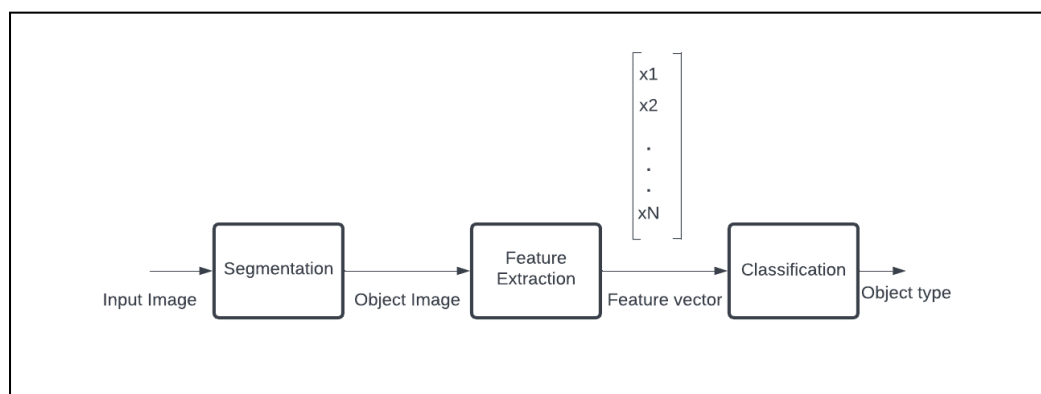 x1
x2
.
.
.
xN
Segmentation
Feature
Extraction
Classification
Input Image
Object Image
Feature vector
Object type